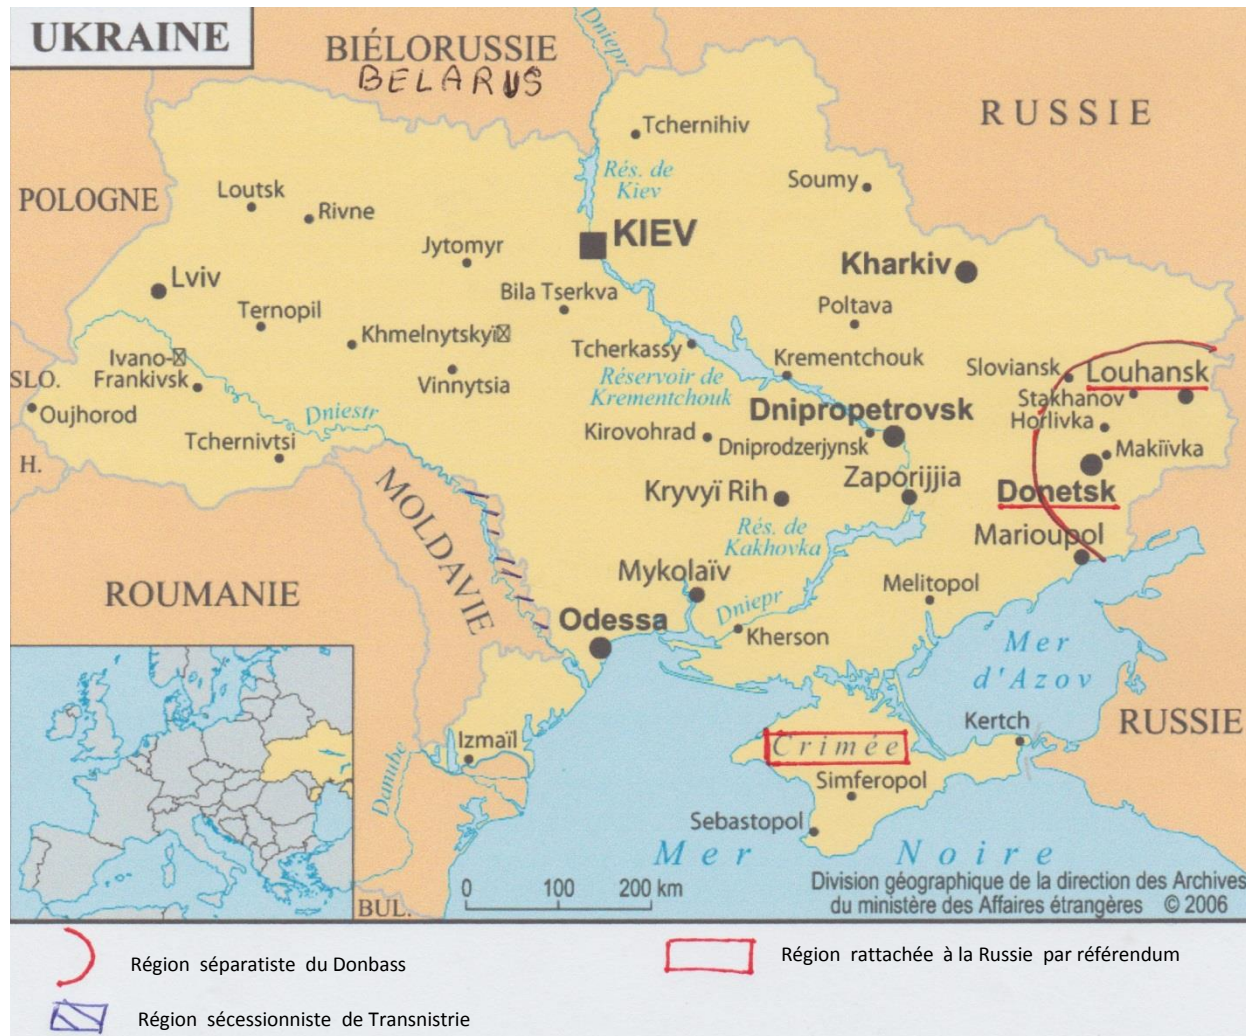 UKRAINE
BIÉLORUSSIE
BELARUS
Dniepr
RUSSIE
Tchernihiv
Rés. de
Kiev
Soumy
POLOGNE
Loutsk
Rivne
KIEV
Jytomyr
Kharkiv
Lviv
Bila Tserkva
Poltava
Ternopil
Khmelnytskyï
Tcherkassy
Krementchouk
Ivano-
Frankivsk
Vinnytsia
Réservoir de
Krementchouk
Sloviansk
Louhansk
SLO.
Stakhanov
Oujhorod
Dniestr
Dnipropetrovsk
Horlivka
Tchernivtsi
Kirovohrad
Dniprodzerjynsk
Makiïvka
H.
MOLDAVIE
Kryvyï Rih
Zaporijjia
Donetsk
Rés. de
Kakhovka
Marioupol
ROUMANIE
Mykolaïv
Melitopol
Odessa
Dniepr
Kherson
Mer
d'Azov
Izmaïl
Crimée
Kertch
RUSSIE
Danube
Simferopol
Sebastopol
Mer Noire
0 100 200 km
Division géographique de la direction des Archives
du ministère des Affaires étrangères © 2006
BUL.
Région séparatiste du Donbass
Région rattachée à la Russie par référendum
Région sécessionniste de Transnistrie